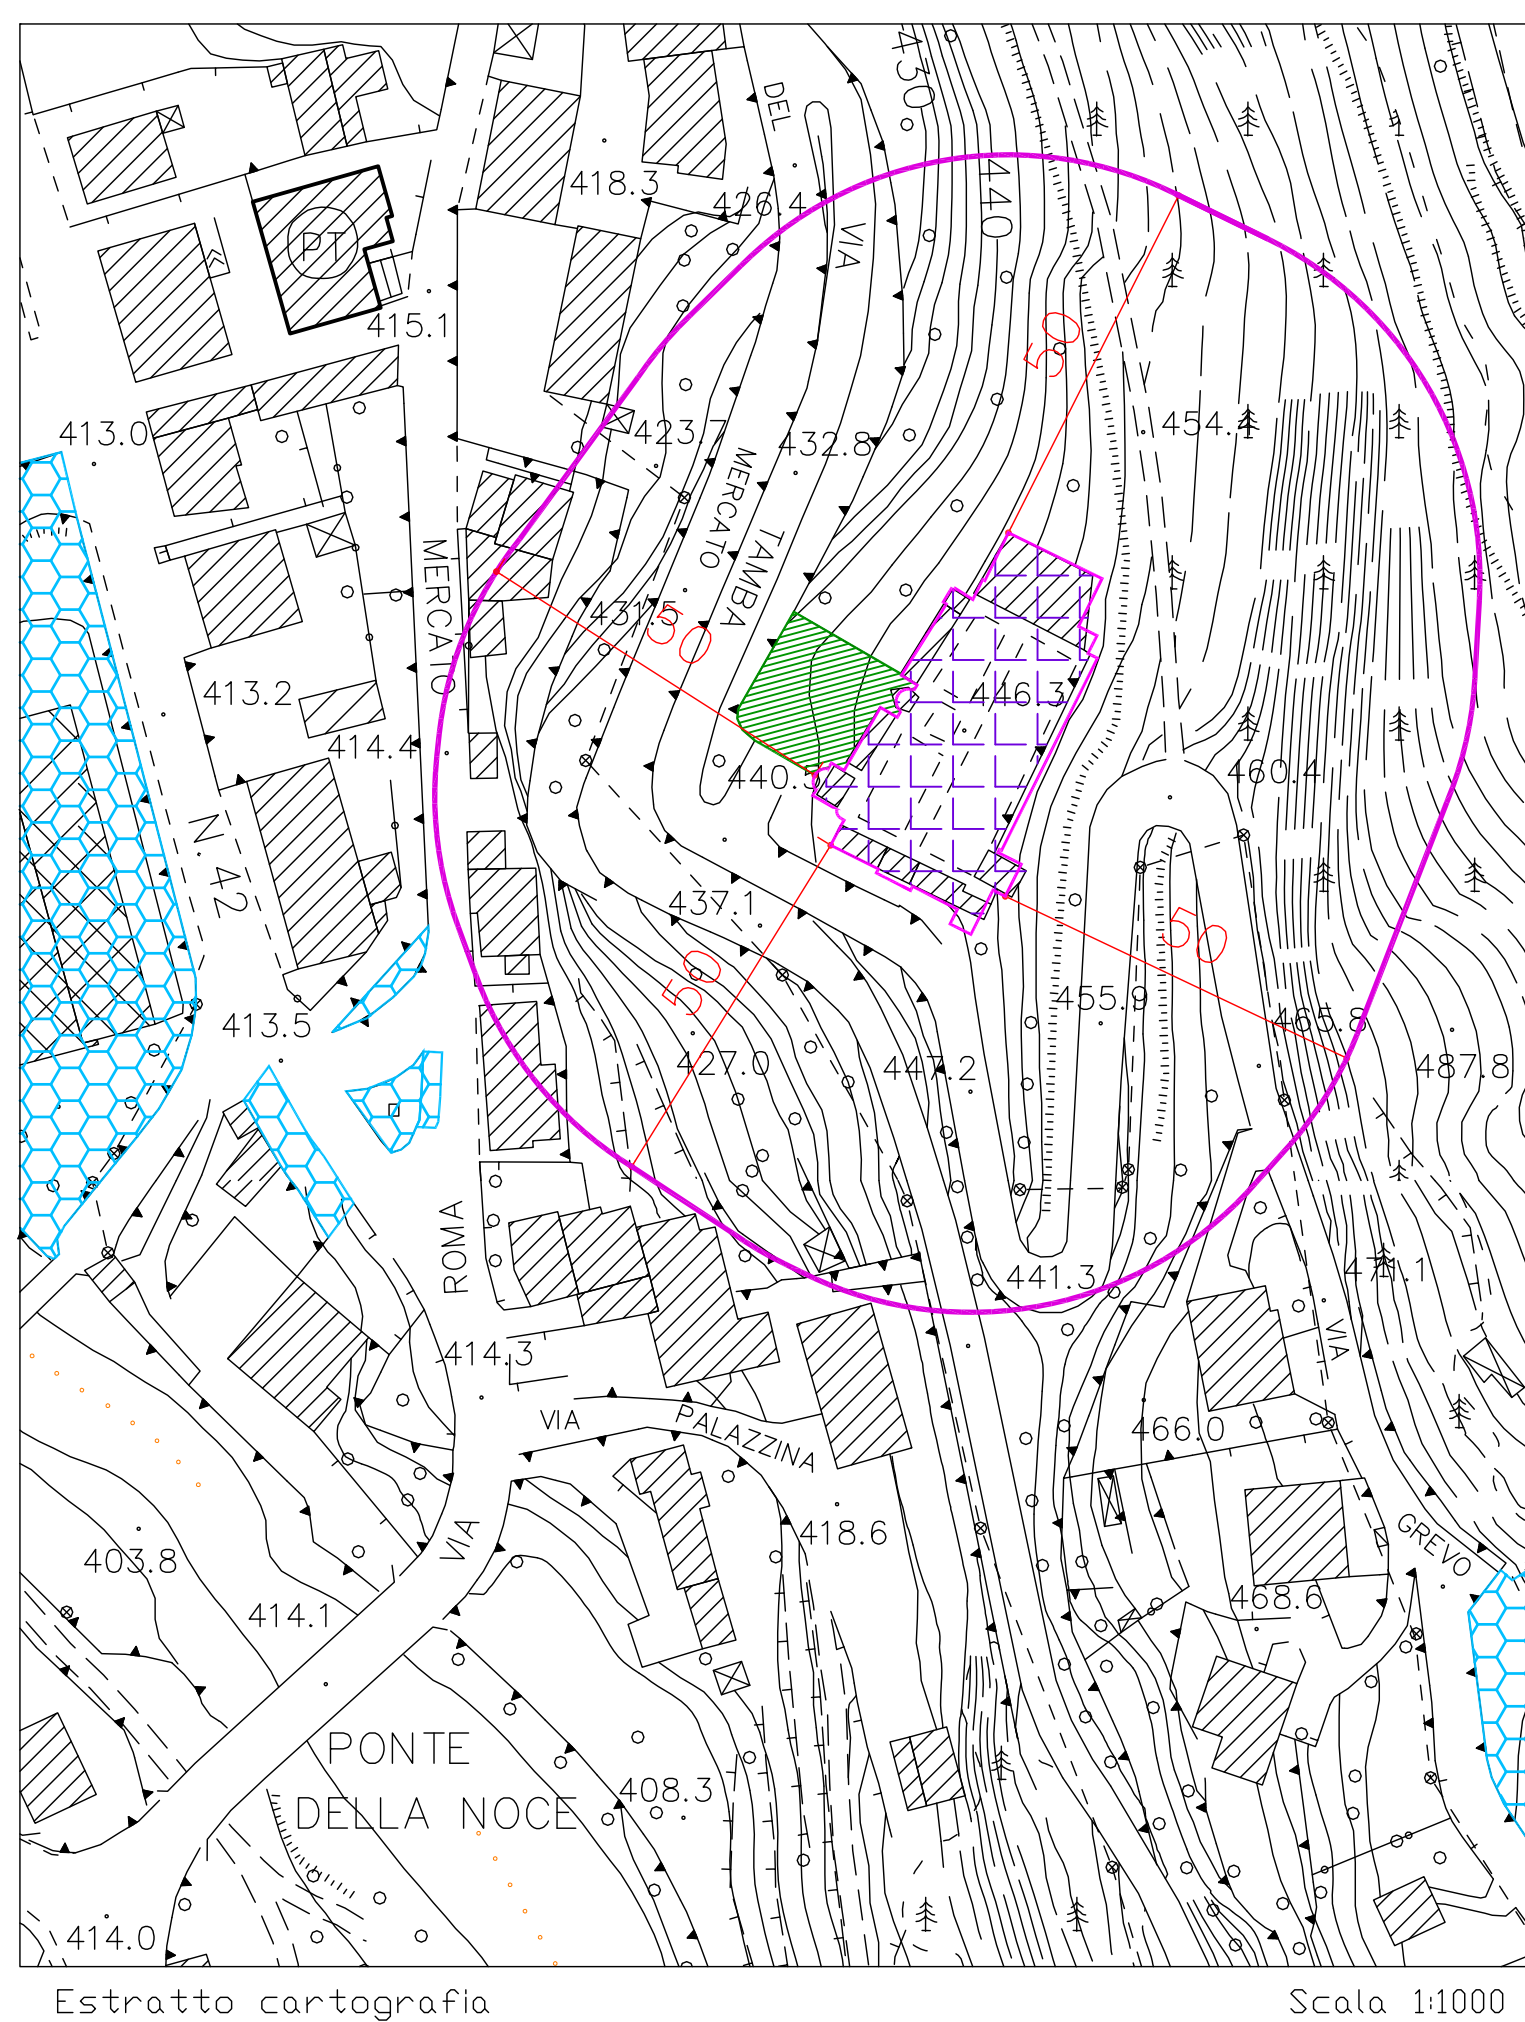 430
DEL
440
418.3
426.4
VIA
PT
415.1
50
413.0
423.7
432.8
454.4
MERCATO
TAMBA
MERCATO
431.5
50
413.2
446.3
414.4
440.5
460.4
N.42
437.1
50
50
455.9
413.5
465.8
427.0
447.2
487.8
ROMA
441.3
471.1
VIA
414.3
VIA
PALAZZINA
466.0
VIA
418.6
GREVO
403.8
414.1
468.6
PONTE
DELLA NOCE
408.3
414.0
Estratto cartografia
Scala 1:1000